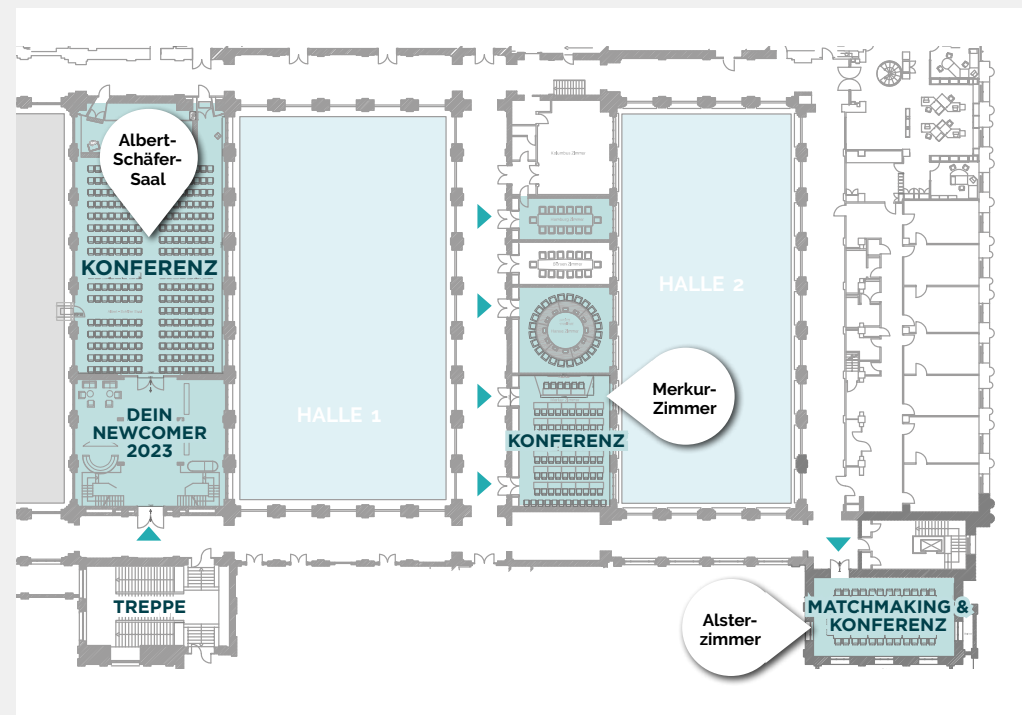 Albert-
Schäfer-
Saal
KONFERENZ
DEIN
NEWCOMER
2023
TREPPE
HALLE 1
HALLE 2
KONFERENZ
Merkur-
Zimmer
Alster-
zimmer
MATCHMAKING &
KONFERENZ